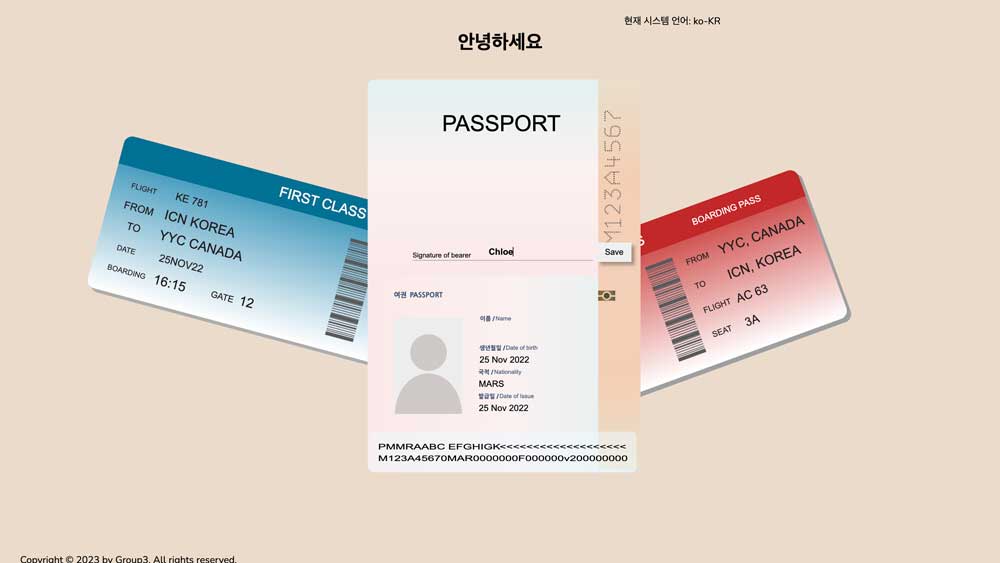 현재 시스템 언어: ko-KR
안녕하세요
FIRST CLASS
FLIGHT KE 781
FROM ICN KOREA
TO YYC CANADA
DATE 25NOV22
BOARDING 16:15 GATE 12
PASSPORT
M123A4567
Signature of bearer Chloe
Save
여권 PASSPORT
이름 / Name
생년월일 / Date of birth
25 Nov 2022
국적 / Nationality
MARS
발급일 / Date of Issue
25 Nov 2022
PMMRAABC EFGHIGK<<<<<<<<<<<<<<<<<<<
M123A45670MAR0000000F000000v200000000
S
BOARDING PASS
FROM YYC, CANADA
TO ICN, KOREA
FLIGHT AC 63
SEAT 3A
Copyright © 2023 by Group3. All rights reserved.